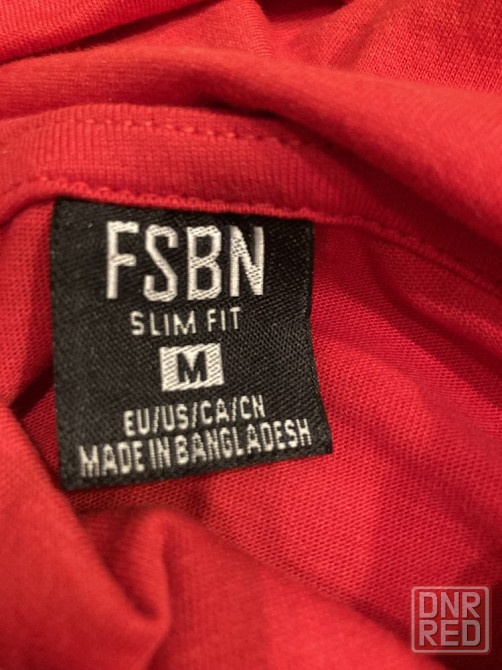 FSBN
SLIM FIT
M
EU/US/CA/CN
MADE IN BANGLADESH
DNR
RED